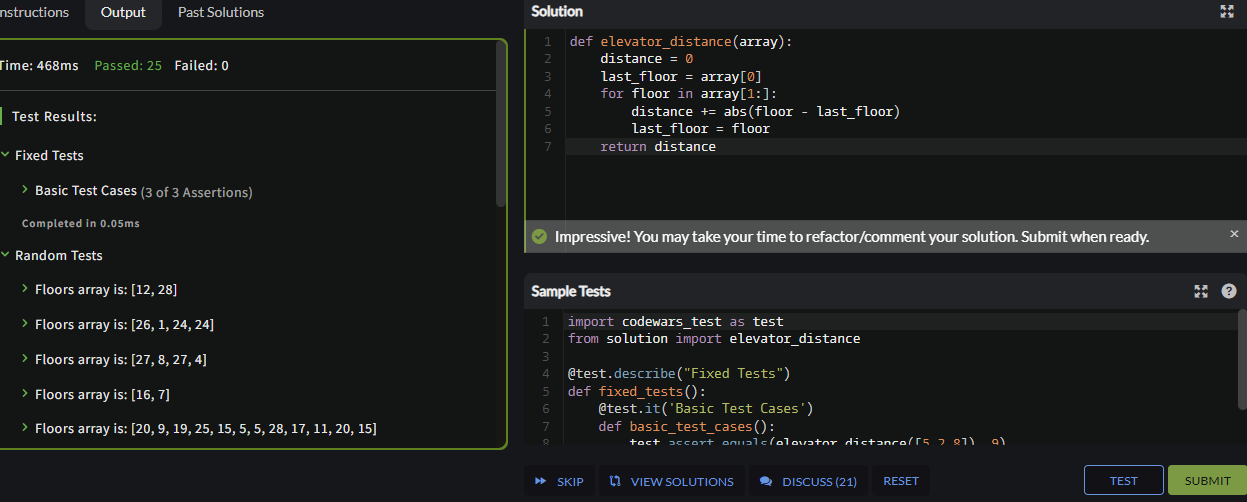 nstructions Output Past Solutions
Time: 468ms Passed: 25 Failed: 0
Test Results:
Fixed Tests
Basic Test Cases (3 of 3 Assertions)
Completed in 0.05ms
Random Tests
Floors array is: [12, 28]
Floors array is: [26, 1, 24, 24]
Floors array is: [27, 8, 27, 4]
Floors array is: [16, 7]
Floors array is: [20, 9, 19, 25, 15, 5, 5, 28, 17, 11, 20, 15]
Solution
1 def elevator_distance(array):
2     distance = 0
3     last_floor = array[0]
4     for floor in array[1:]:
5         distance += abs(floor - last_floor)
6         last_floor = floor
7     return distance
Impressive! You may take your time to refactor/comment your solution. Submit when ready.
Sample Tests
1 import codewars_test as test
2 from solution import elevator_distance
3
4 @test.describe("Fixed Tests")
5 def fixed_tests():
6     @test.it('Basic Test Cases')
7     def basic_test_cases():
8         test.assert_equals(elevator_distance([5,2,8]), 9)
SKIP VIEW SOLUTIONS DISCUSS (21) RESET TEST SUBMIT